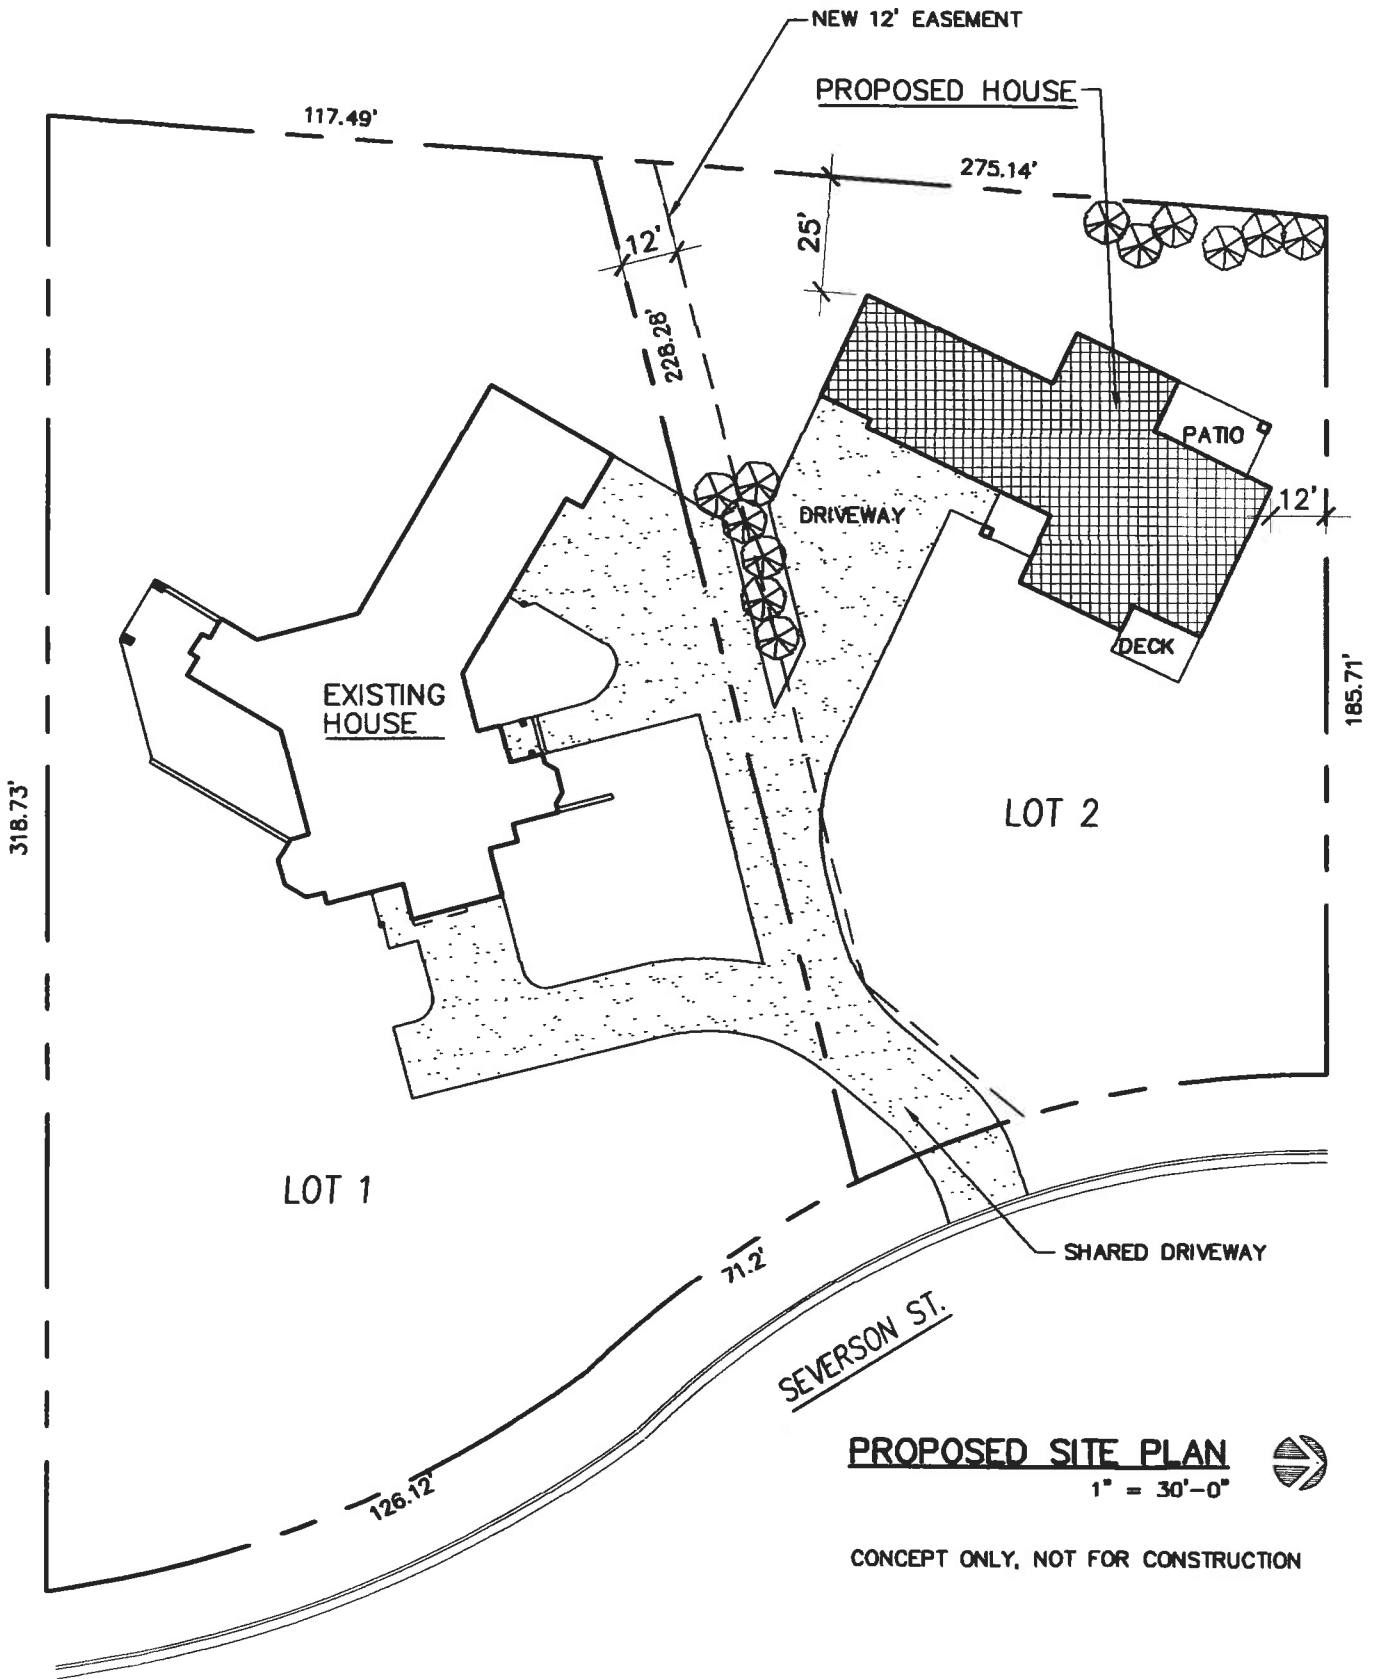 NEW 12' EASEMENT
PROPOSED HOUSE
117.49'
275.14'
25'
12'
228.28'
PATIO
12'
DRIVEWAY
DECK
EXISTING
HOUSE
185.71'
318.73'
LOT 2
LOT 1
SHARED DRIVEWAY
71.2'
SEVERSON ST.
126.12'
PROPOSED SITE PLAN
1" = 30'-0"
CONCEPT ONLY, NOT FOR CONSTRUCTION